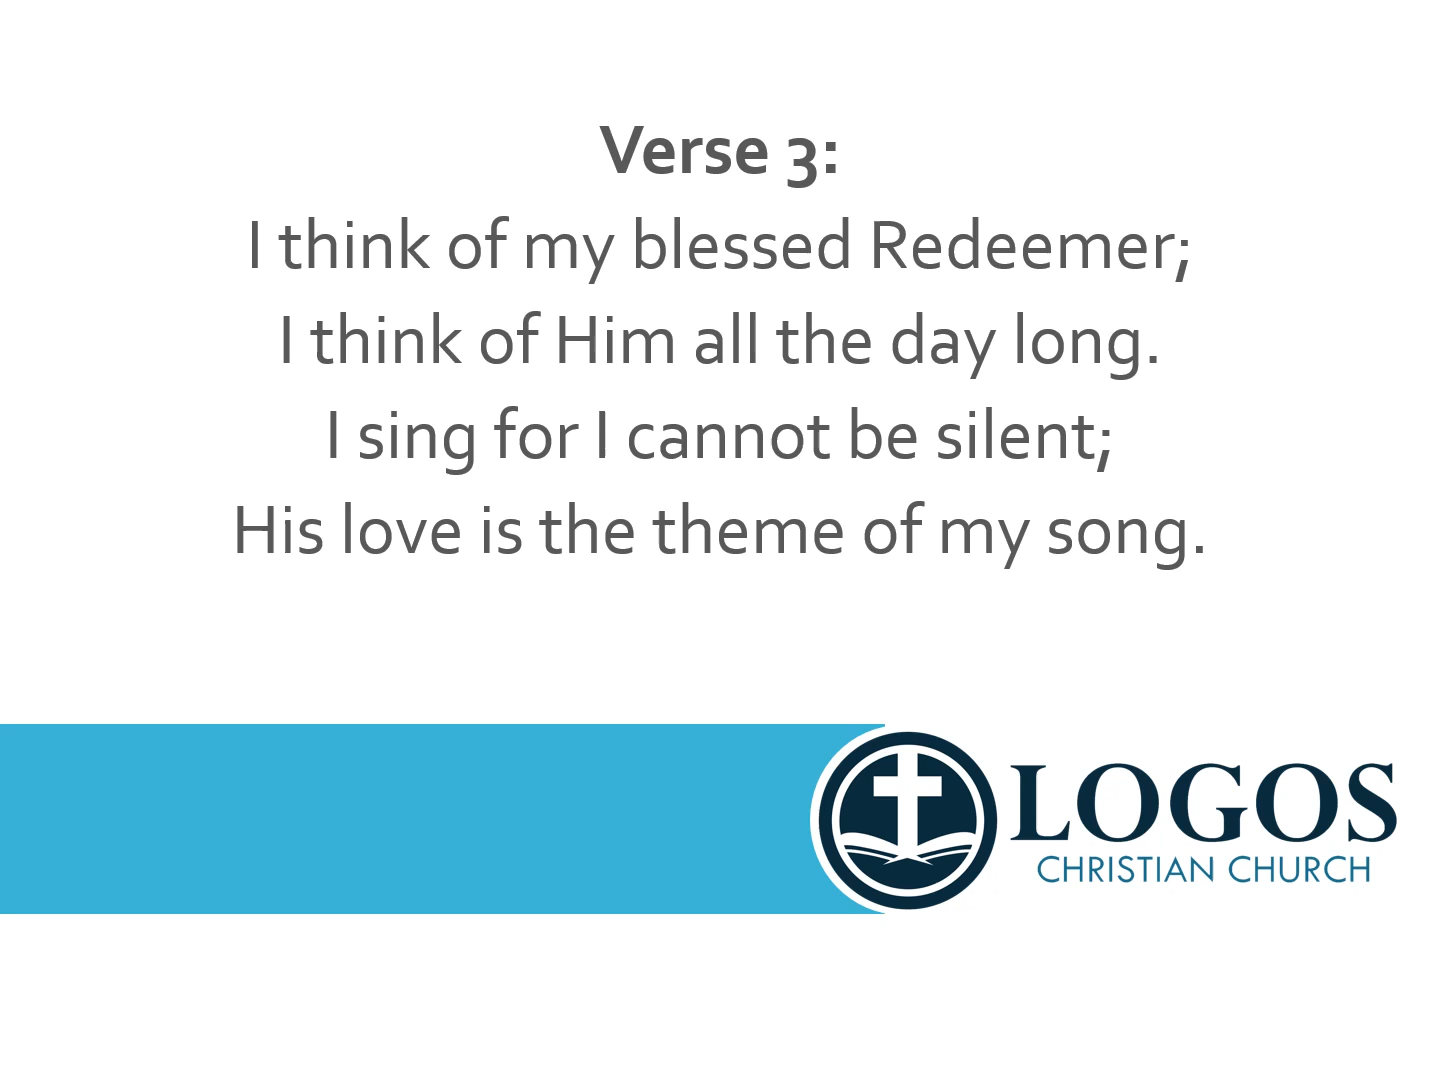 Verse 3:
I think of my blessed Redeemer;
I think of Him all the day long.
I sing for I cannot be silent;
His love is the theme of my song.
LOGOS
CHRISTIAN CHURCH